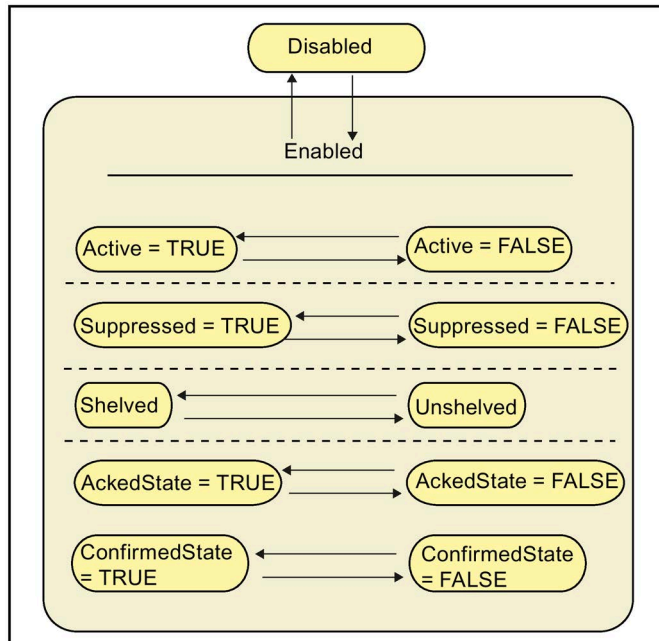 Disabled
Enabled
Active = TRUE
Active = FALSE
Suppressed = TRUE
Suppressed = FALSE
Shelved
Unshelved
AckedState = TRUE
AckedState = FALSE
ConfirmedState
= TRUE
ConfirmedState
= FALSE